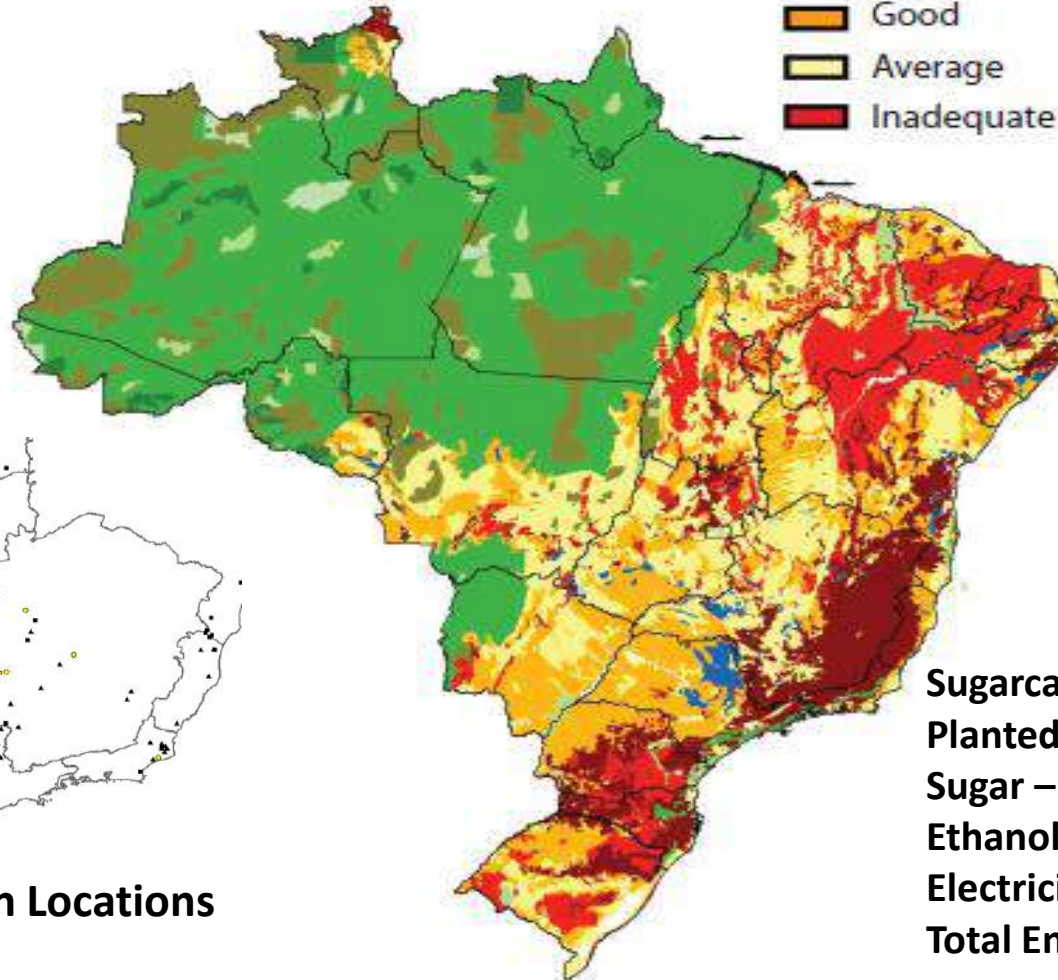 Good
Average
Inadequate
Sugarca
Planted
Sugar –
Ethanol
Electrici
Total En
n Locations